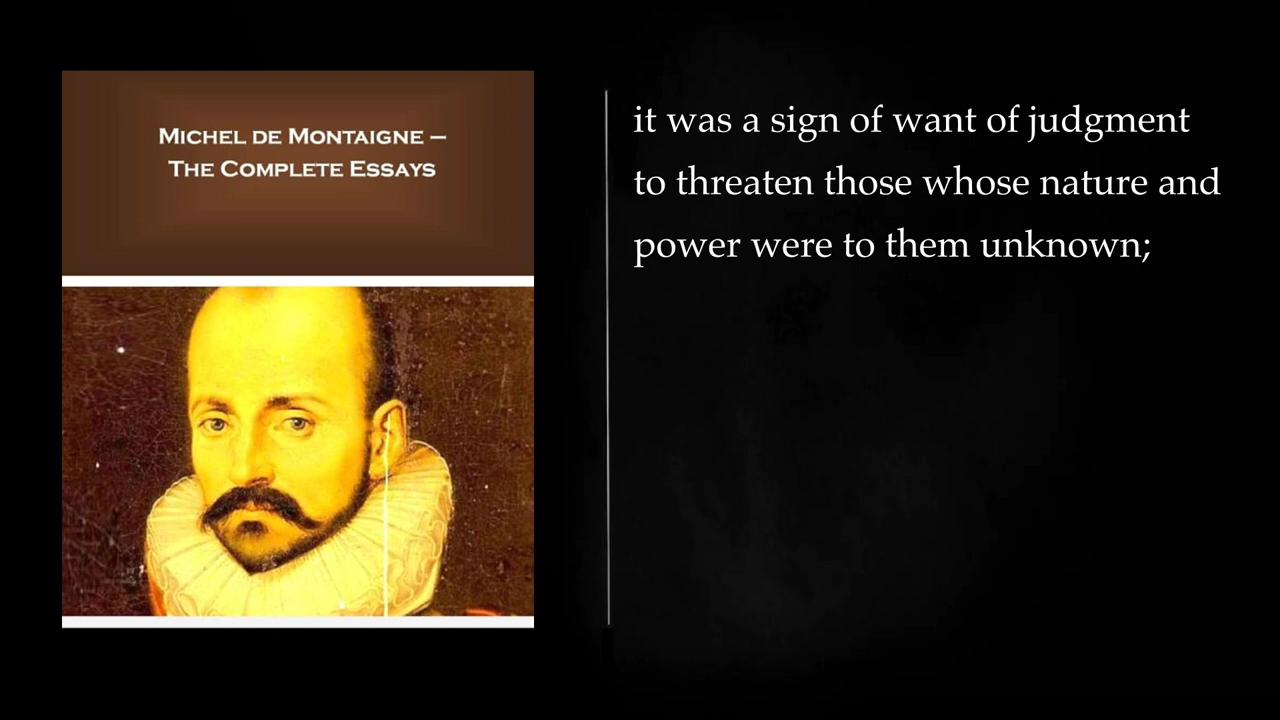 MICHEL DE MONTAIGNE –
THE COMPLETE ESSAYS
it was a sign of want of judgment
to threaten those whose nature and
power were to them unknown;